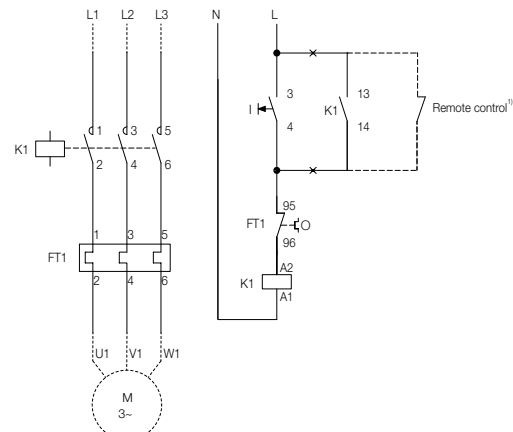 L1 L2 L3 N L
1 3 5
K1
2 4 6
1 3 5
FT1
2 4 6
U1 V1 W1
M
3~
3 13
I K1 Remote control¹⁾
4 14
95
FT1 O
96
A2
K1
A1